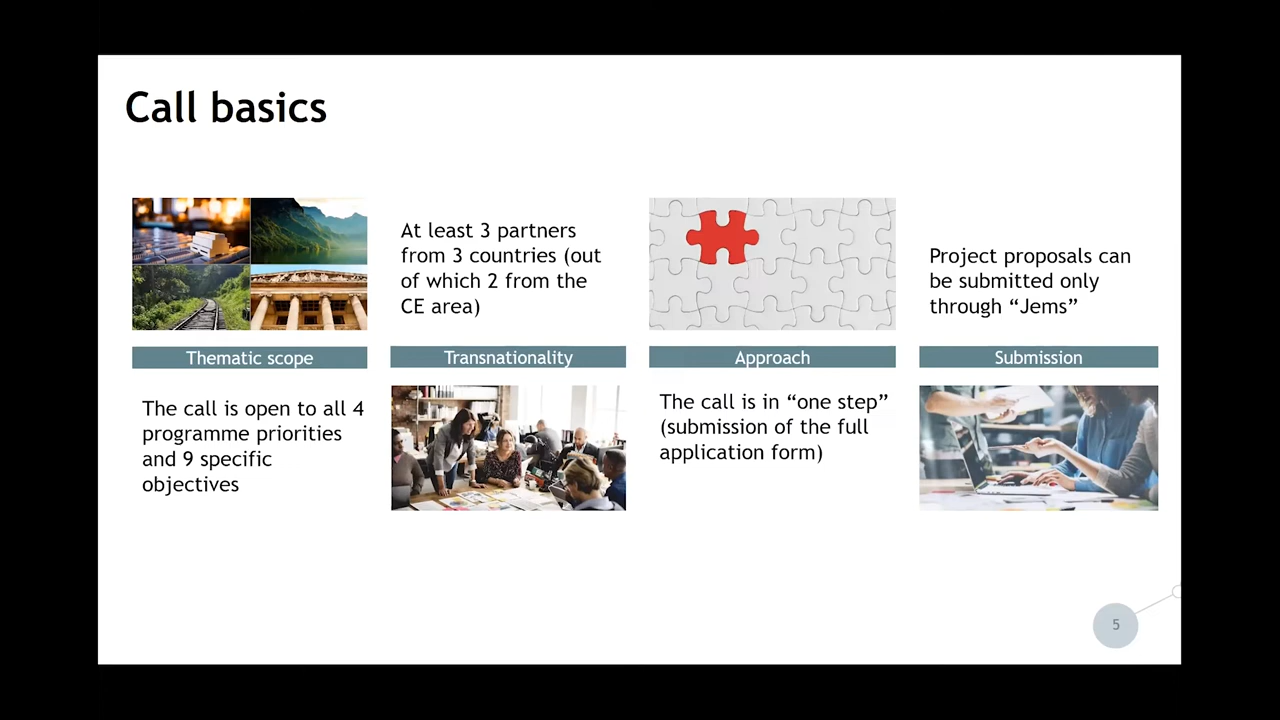 Call basics
At least 3 partners
from 3 countries (out
of which 2 from the
CE area)
Project proposals can
be submitted only
through “Jems”
Thematic scope
Transnationality
Approach
Submission
The call is open to all 4
programme priorities
and 9 specific
objectives
The call is in “one step”
(submission of the full
application form)
5